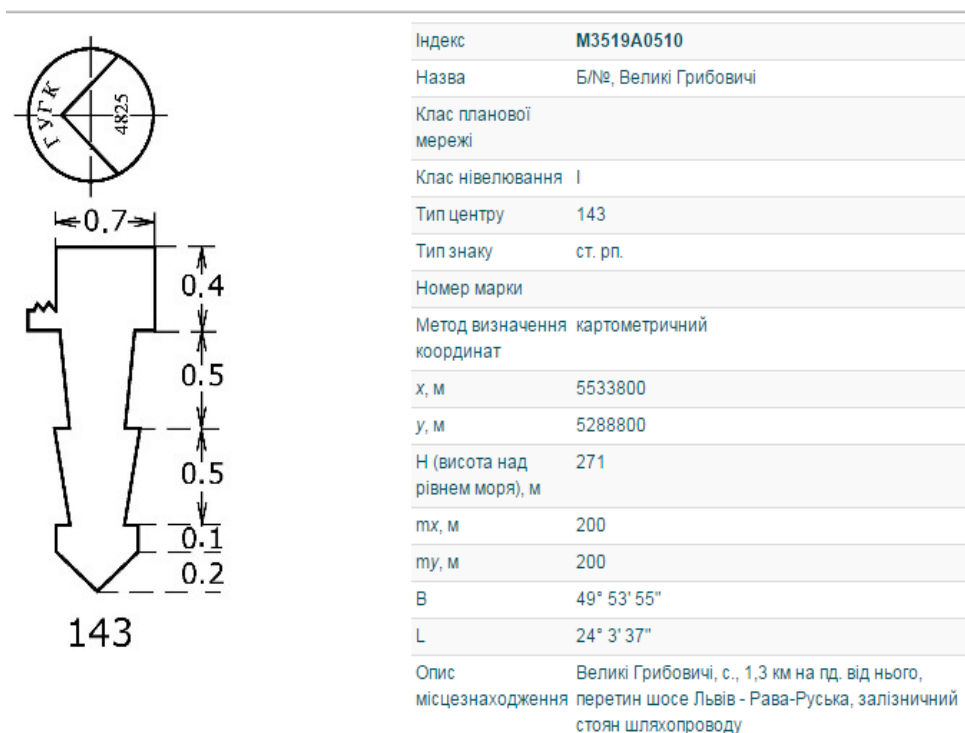 ГУГК
4825
0.7
0.4
0.5
0.5
0.1
0.2
143
Індекс M3519A0510
Назва Б/№, Великі Грибовичі
Клас планової
мережі
Клас нівелювання I
Тип центру 143
Тип знаку ст. рп.
Номер марки
Метод визначення картометричний
координат
x, м 5533800
y, м 5288800
H (висота над 271
рівнем моря), м
mx, м 200
my, м 200
B 49° 53' 55"
L 24° 3' 37"
Опис Великі Грибовичі, с., 1,3 км на пд. від нього,
місцезнаходження перетин шосе Львів - Рава-Руська, залізничний
стоян шляхопроводу